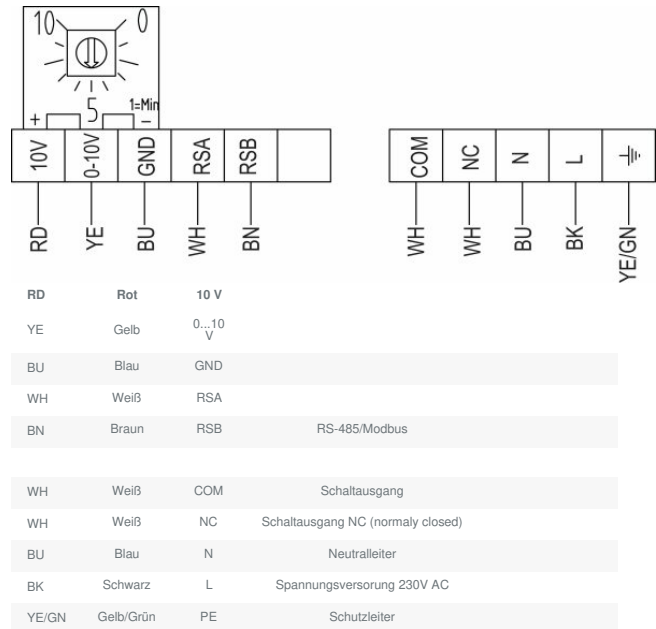 10 0
5 1=Min
+ −
10V 0-10V GND RSA RSB COM NC N L
RD YE BU WH BN WH WH BU BK YE/GN
RD Rot 10 V
YE Gelb 0...10 V
BU Blau GND
WH Weiß RSA
BN Braun RSB RS-485/Modbus
WH Weiß COM Schaltausgang
WH Weiß NC Schaltausgang NC (normaly closed)
BU Blau N Neutralleiter
BK Schwarz L Spannungsversorung 230V AC
YE/GN Gelb/Grün PE Schutzleiter